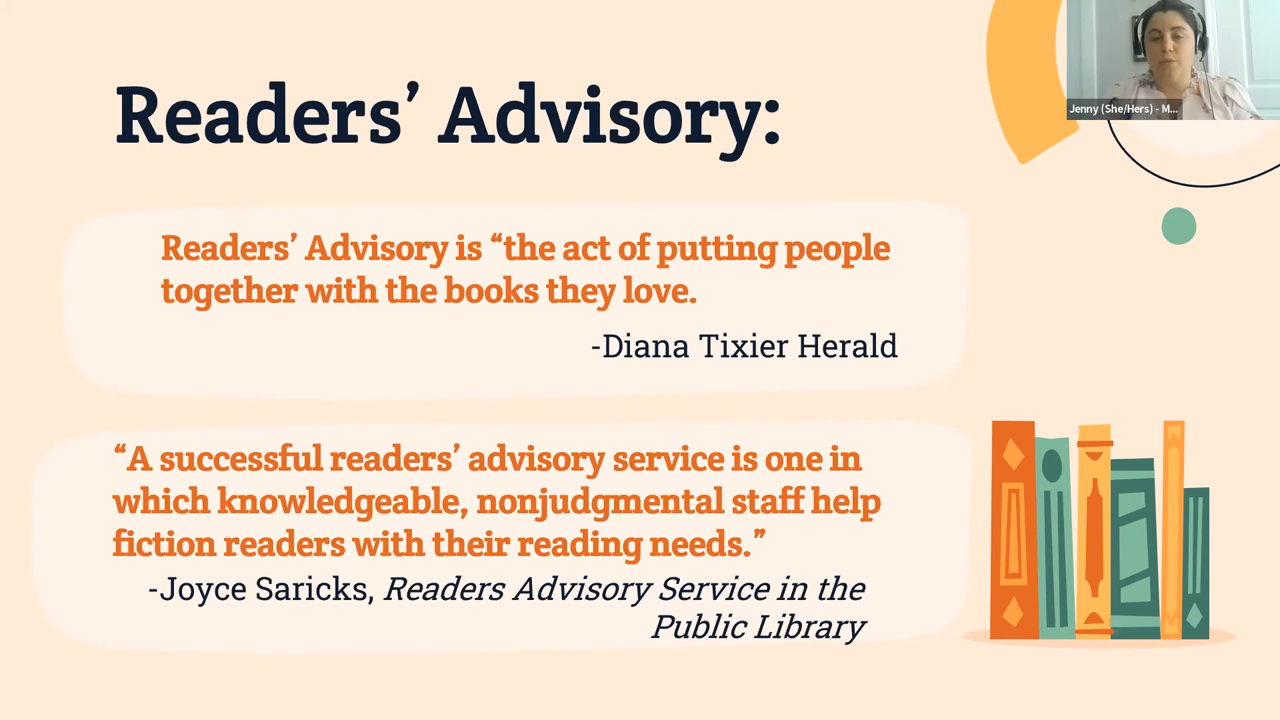 Readers’ Advisory:
Jenny (She/Hers) - M...
Readers’ Advisory is “the act of putting people
together with the books they love.
-Diana Tixier Herald
“A successful readers’ advisory service is one in
which knowledgeable, nonjudgmental staff help
fiction readers with their reading needs.”
-Joyce Saricks, Readers Advisory Service in the
Public Library